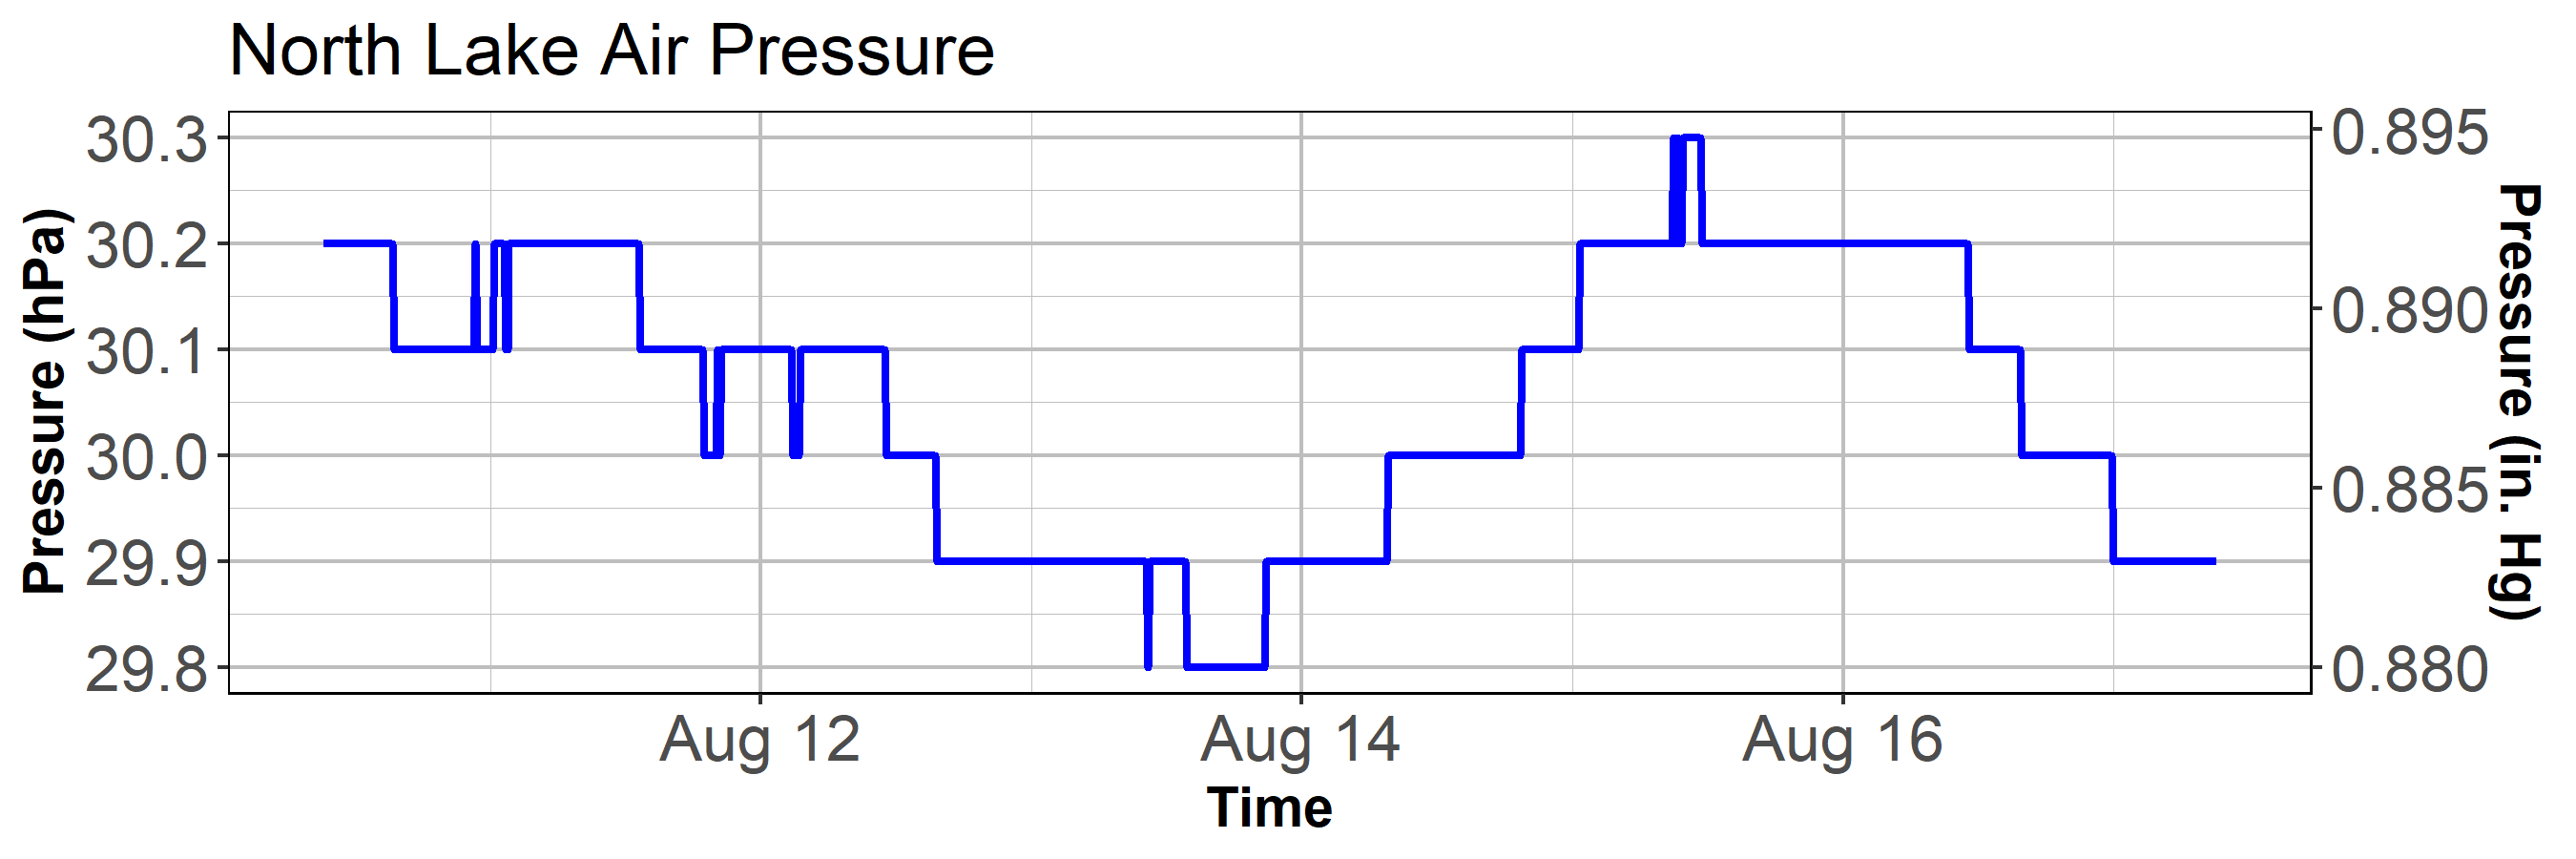 North Lake Air Pressure
Pressure (hPa)
30.3
30.2
30.1
30.0
29.9
29.8
0.895
0.890
0.885
0.880
Pressure (in. Hg)
Aug 12
Aug 14
Aug 16
Time